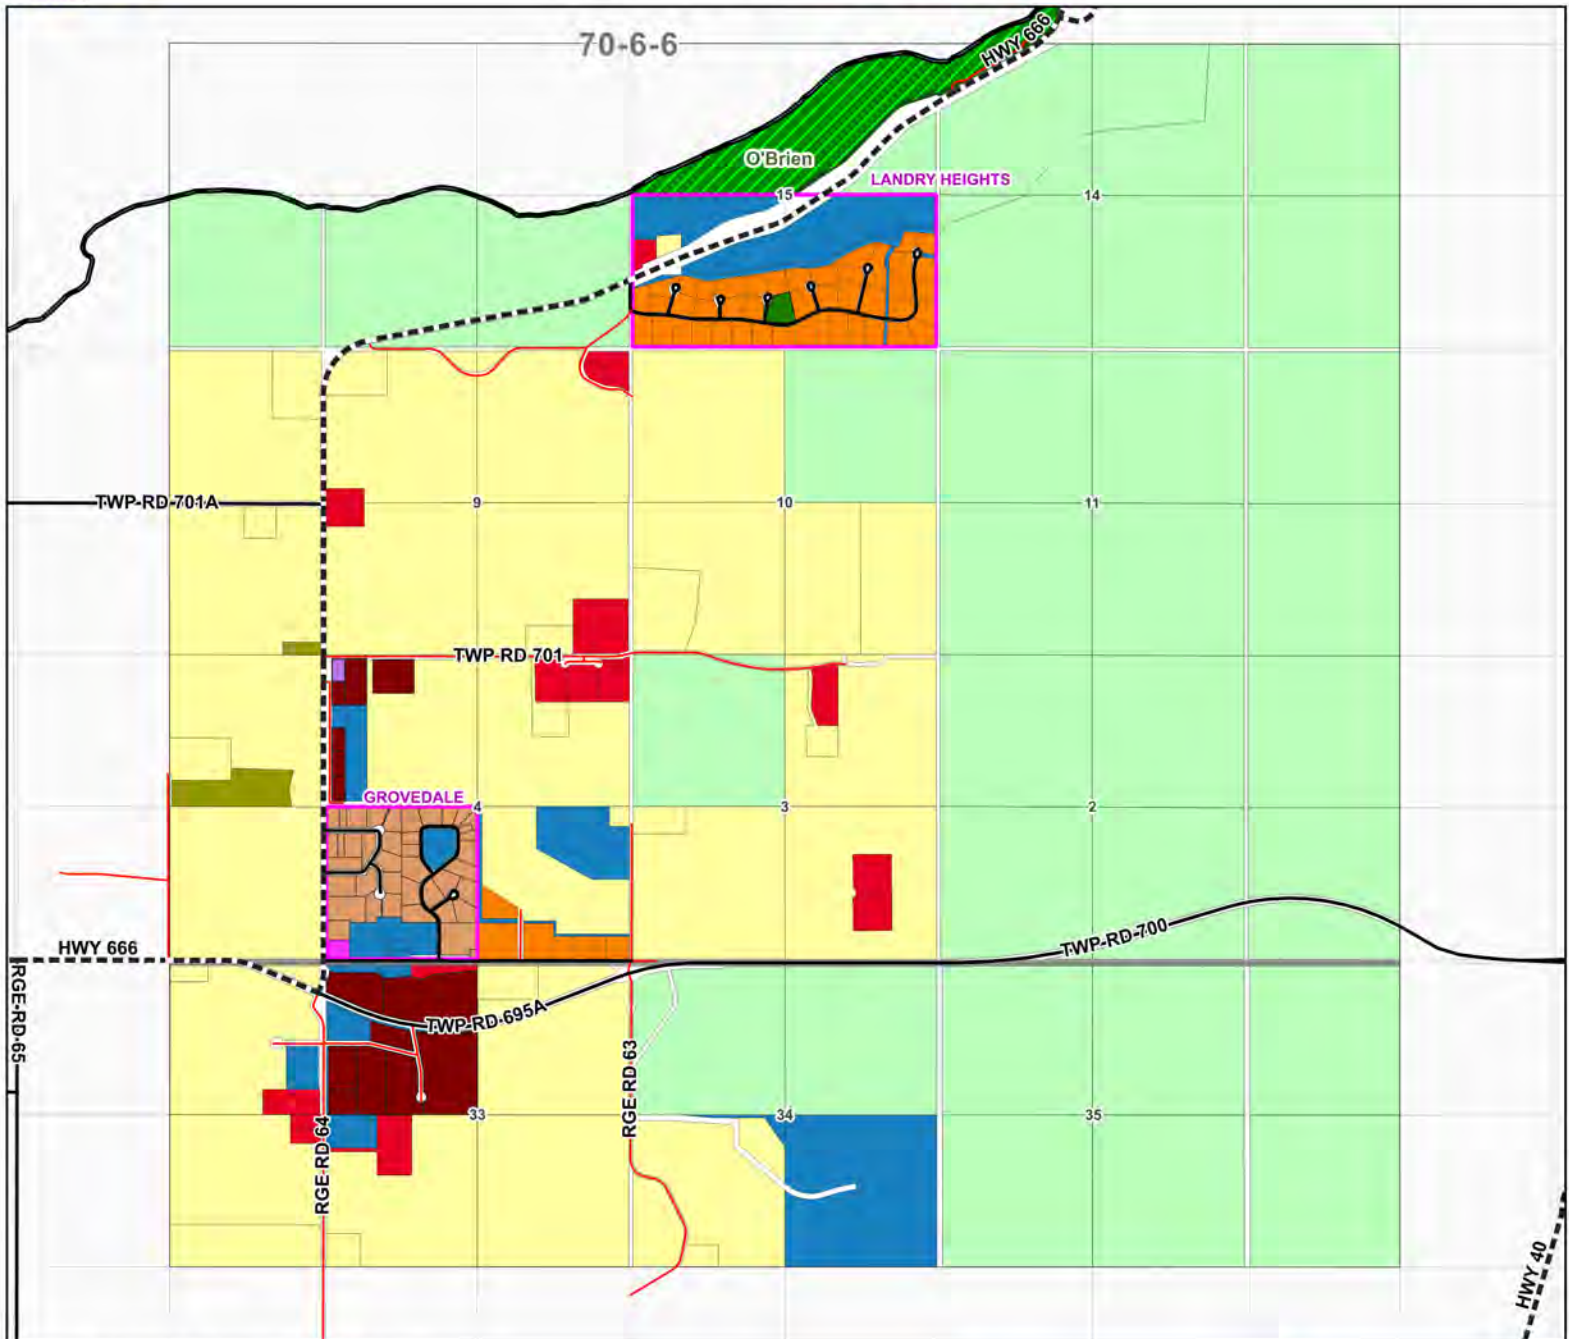 70-6-6
HWY 666
O'Brien
LANDRY HEIGHTS
15
14
TWP-RD-701A
9
10
11
TWP RD 701
GROVEDALE
4
3
2
HWY 666
TWP-RD-700
RGE-RD-65
TWP-RD-695A
RGE-RD-63
33
34
35
RGE-RD-64
HWY 40